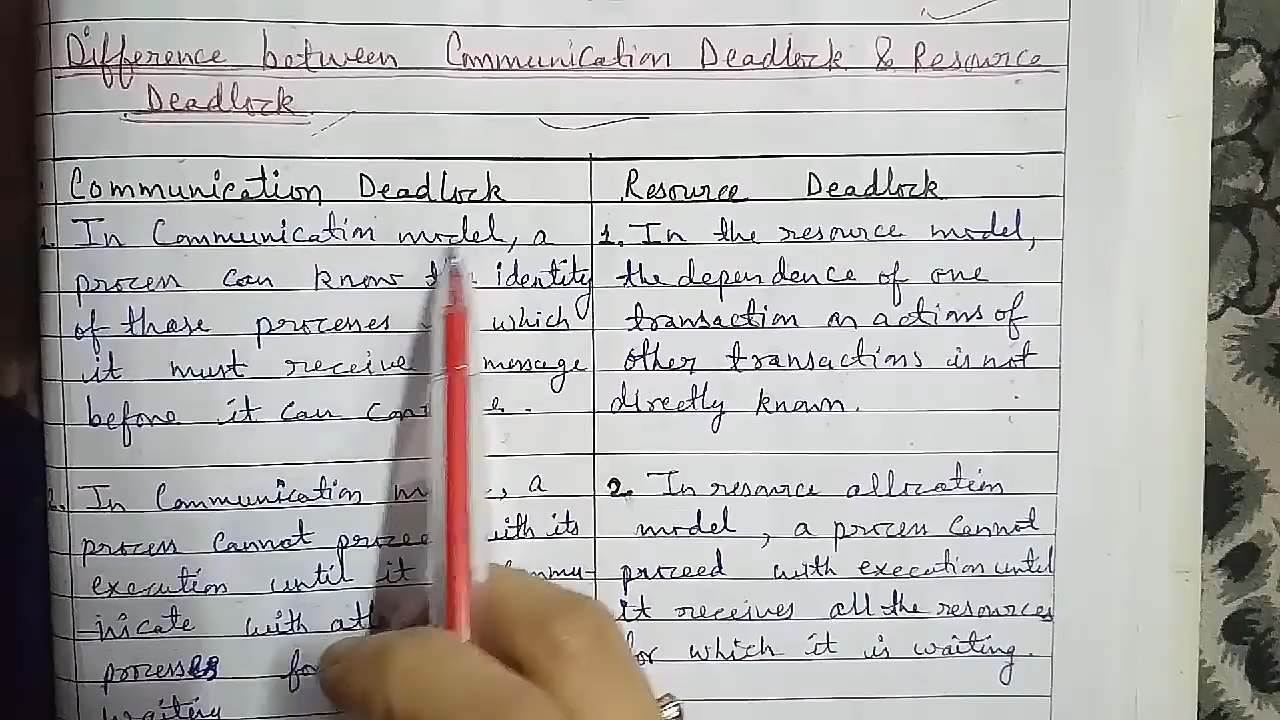 Difference between Communication Deadlock & Resource
Deadlock
Communication Deadlock
1. In Communication model, a
process can know identity
of those processes which
it must receive message
before it can
2. In Communication a
process cannot with its
execution until it
nicate with
processes
waiting
Resource Deadlock
1. In the resource model,
the dependence of one
transaction on actions of
other transactions is not
directly known.
2. In resource allocation
model, a process cannot
proceed with execution until
it receives all the resources
for which it is waiting.